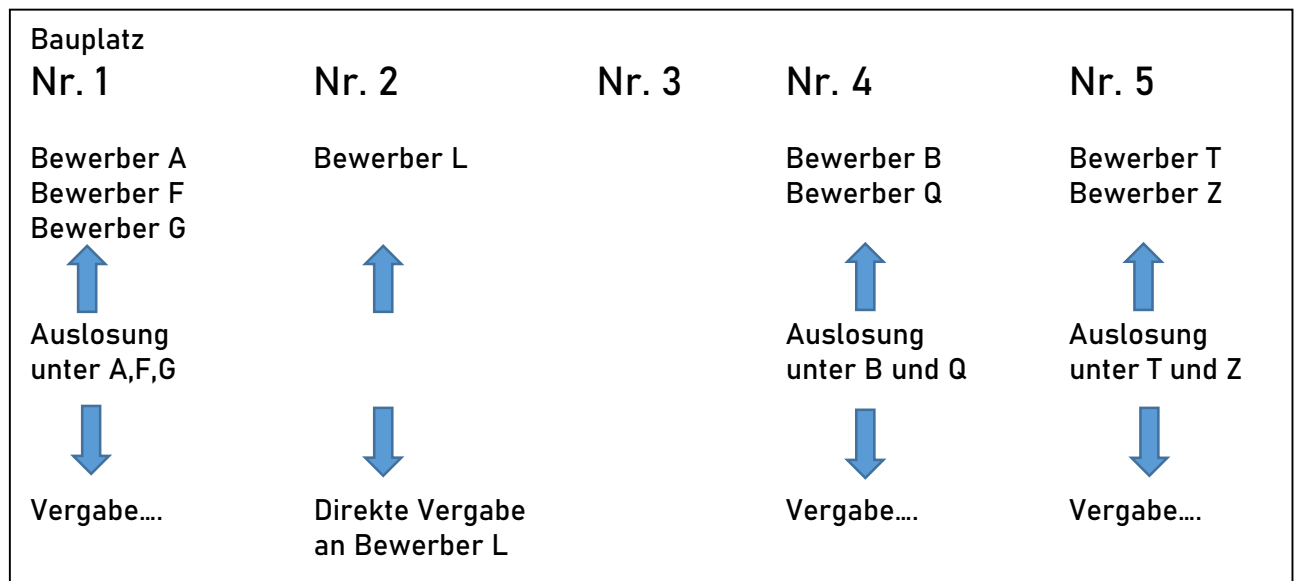 Bauplatz
Nr. 1 Nr. 2 Nr. 3 Nr. 4 Nr. 5
Bewerber A Bewerber L Bewerber B Bewerber T
Bewerber F Bewerber Q Bewerber Z
Bewerber G
Auslosung Auslosung Auslosung
unter A,F,G unter B und Q unter T und Z
Vergabe.... Direkte Vergabe Vergabe.... Vergabe....
an Bewerber L